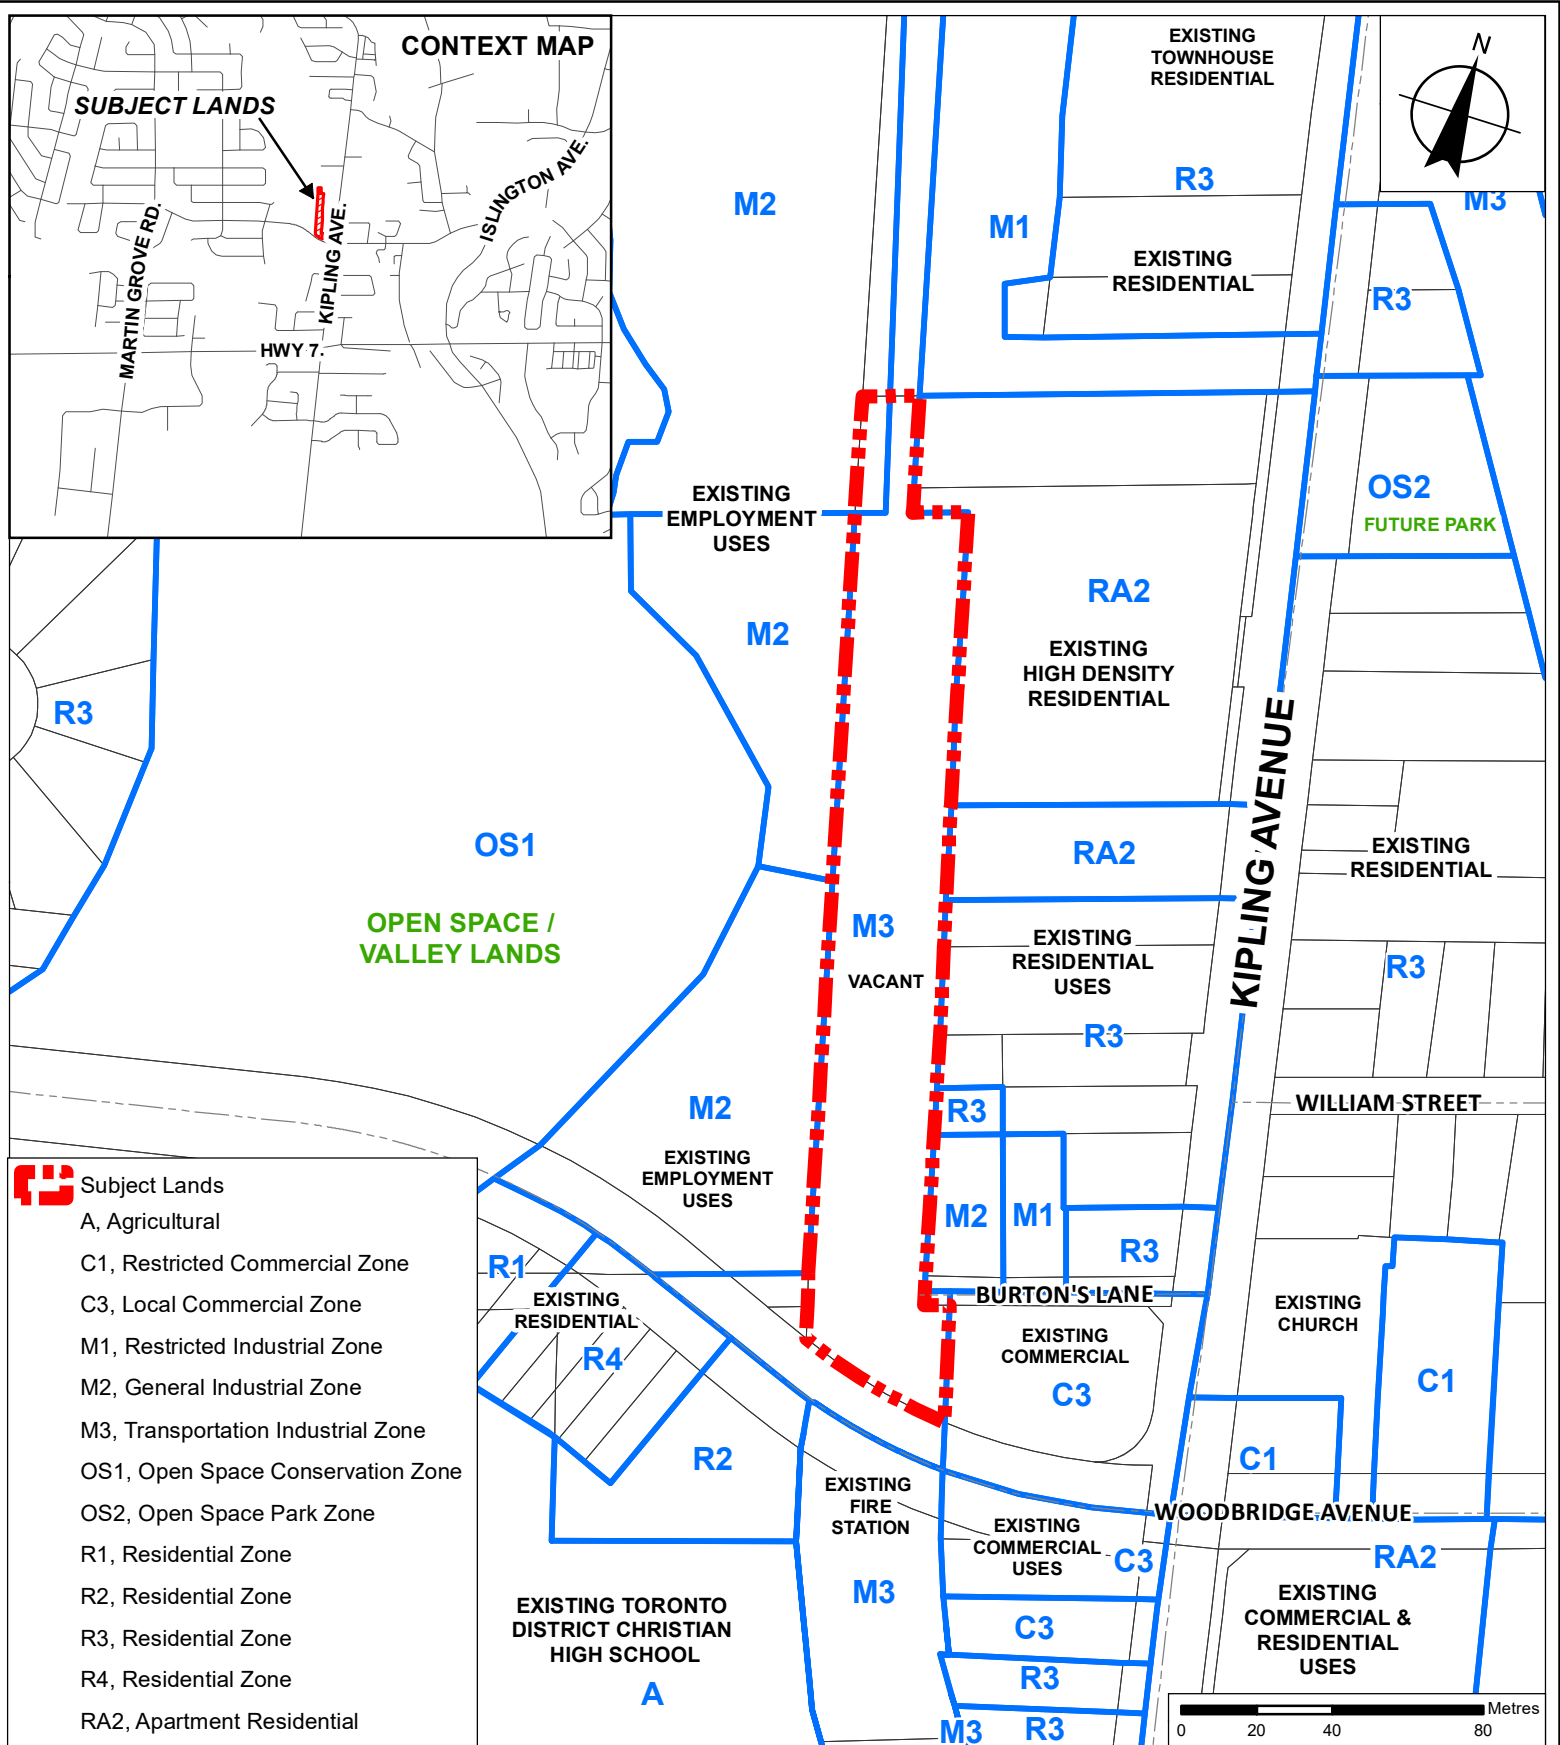 CONTEXT MAP
SUBJECT LANDS
ISLINGTON AVE.
MARTIN GROVE RD.
KIPLING AVE.
HWY 7.
EXISTING
TOWNHOUSE
RESIDENTIAL
N
R3
M2
M1
M3
EXISTING
RESIDENTIAL
R3
OS2
FUTURE PARK
EXISTING
EMPLOYMENT
USES
RA2
M2
EXISTING
HIGH DENSITY
RESIDENTIAL
R3
KIPLING AVENUE
OS1
RA2
EXISTING
RESIDENTIAL
OPEN SPACE /
VALLEY LANDS
M3
VACANT
EXISTING
RESIDENTIAL
USES
R3
R3
M2
R3
WILLIAM STREET
EXISTING
EMPLOYMENT
USES
M2
M1
R3
R1
BURTON'S LANE
EXISTING
RESIDENTIAL
R4
EXISTING
COMMERCIAL
C3
EXISTING
CHURCH
C1
C1
R2
EXISTING
FIRE
STATION
WOODBRIDGE AVENUE
EXISTING
COMMERCIAL
USES
C3
RA2
M3
EXISTING
COMMERCIAL &
RESIDENTIAL
USES
EXISTING TORONTO
DISTRICT CHRISTIAN
HIGH SCHOOL
A
C3
R3
M3
R3
Subject Lands
A, Agricultural
C1, Restricted Commercial Zone
C3, Local Commercial Zone
M1, Restricted Industrial Zone
M2, General Industrial Zone
M3, Transportation Industrial Zone
OS1, Open Space Conservation Zone
OS2, Open Space Park Zone
R1, Residential Zone
R2, Residential Zone
R3, Residential Zone
R4, Residential Zone
RA2, Apartment Residential
Metres
0 20 40 80